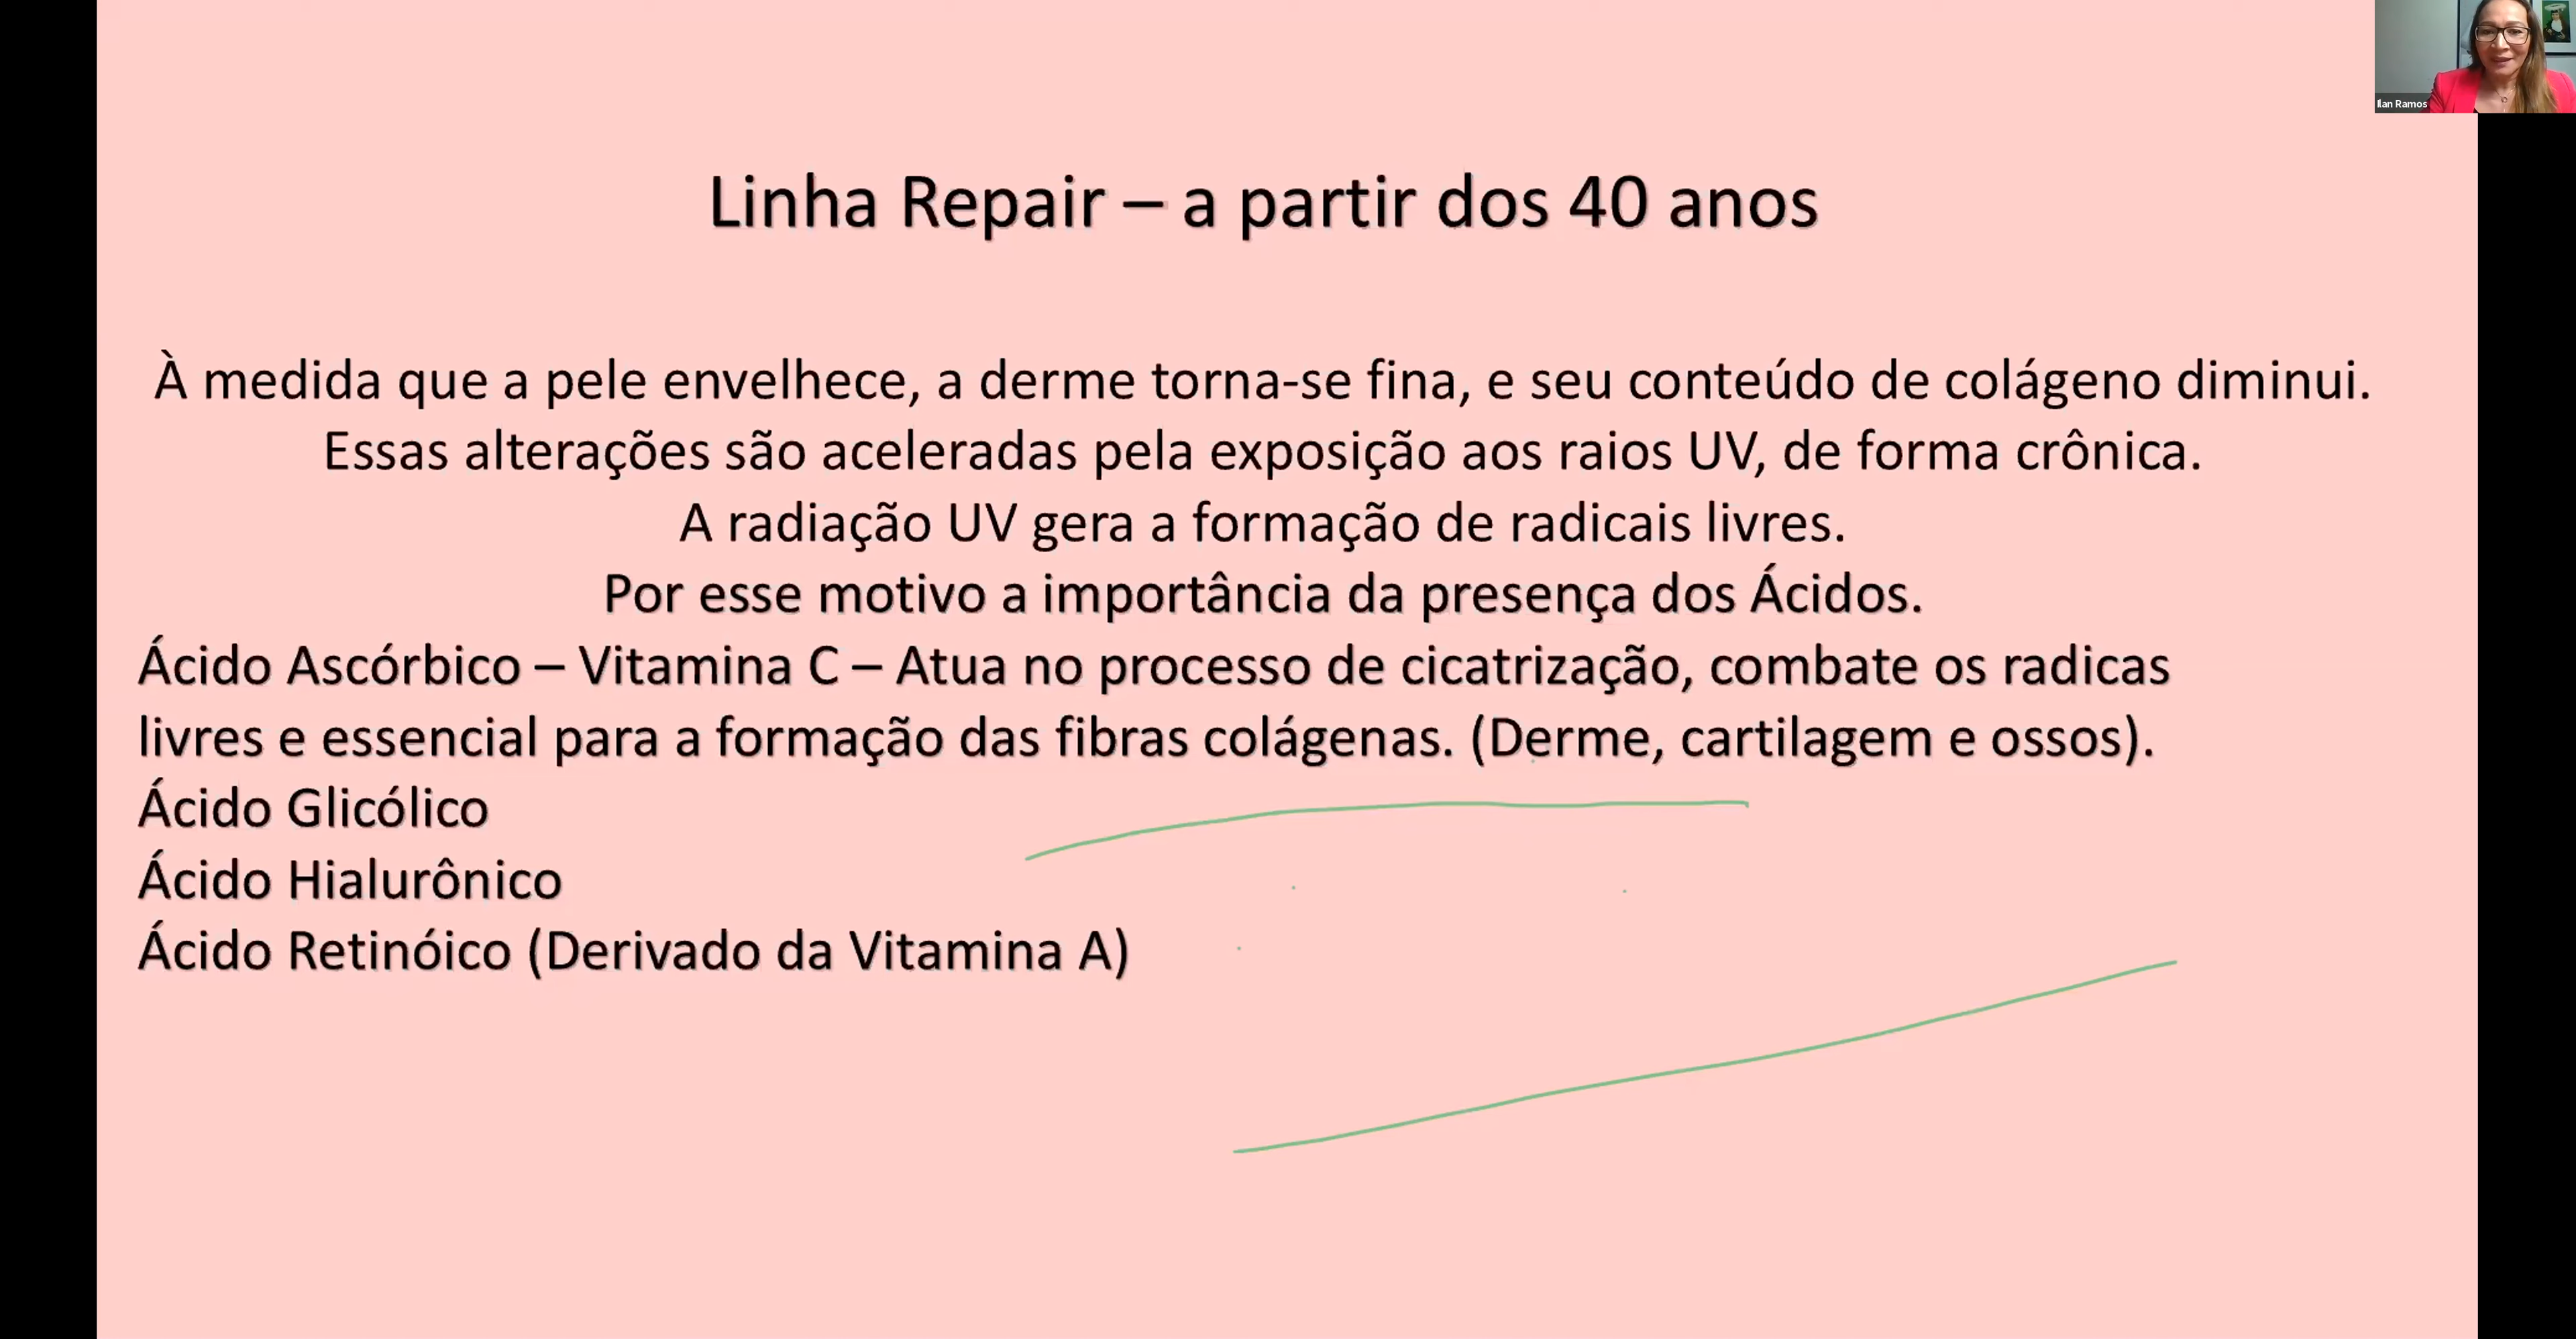 Ilan Ramos
Linha Repair – a partir dos 40 anos
À medida que a pele envelhece, a derme torna-se fina, e seu conteúdo de colágeno diminui.
Essas alterações são aceleradas pela exposição aos raios UV, de forma crônica.
A radiação UV gera a formação de radicais livres.
Por esse motivo a importância da presença dos Ácidos.
Ácido Ascórbico – Vitamina C – Atua no processo de cicatrização, combate os radicas
livres e essencial para a formação das fibras colágenas. (Derme, cartilagem e ossos).
Ácido Glicólico
Ácido Hialurônico
Ácido Retinóico (Derivado da Vitamina A)